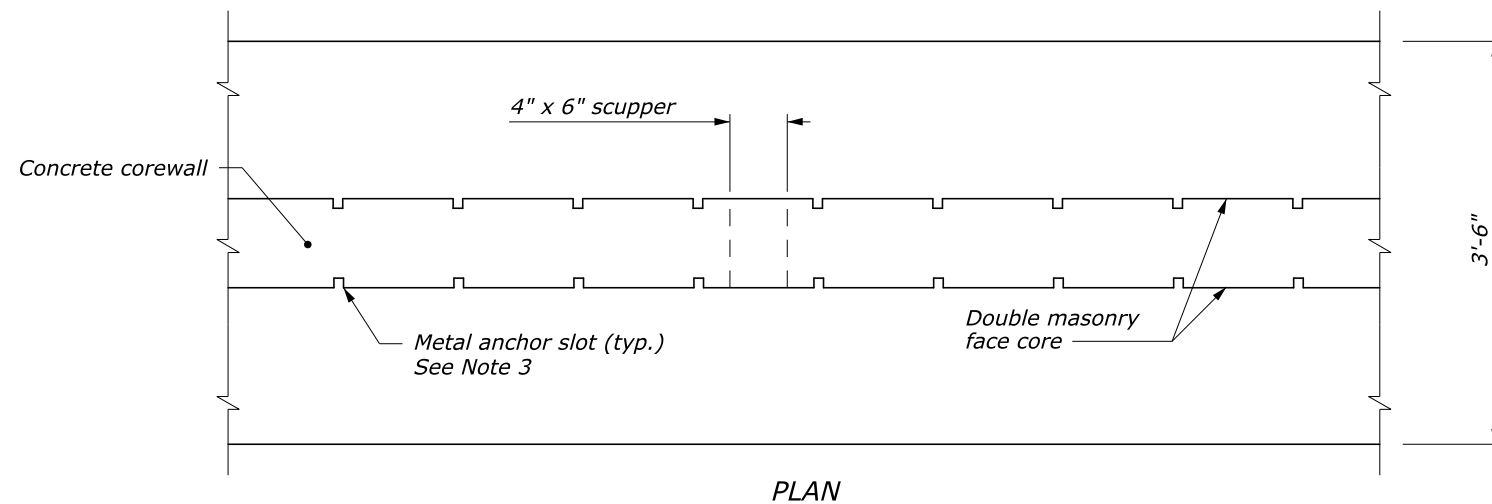 4" x 6" scupper
Concrete corewall
3'-6"
Double masonry
face core
Metal anchor slot (typ.)
See Note 3
PLAN